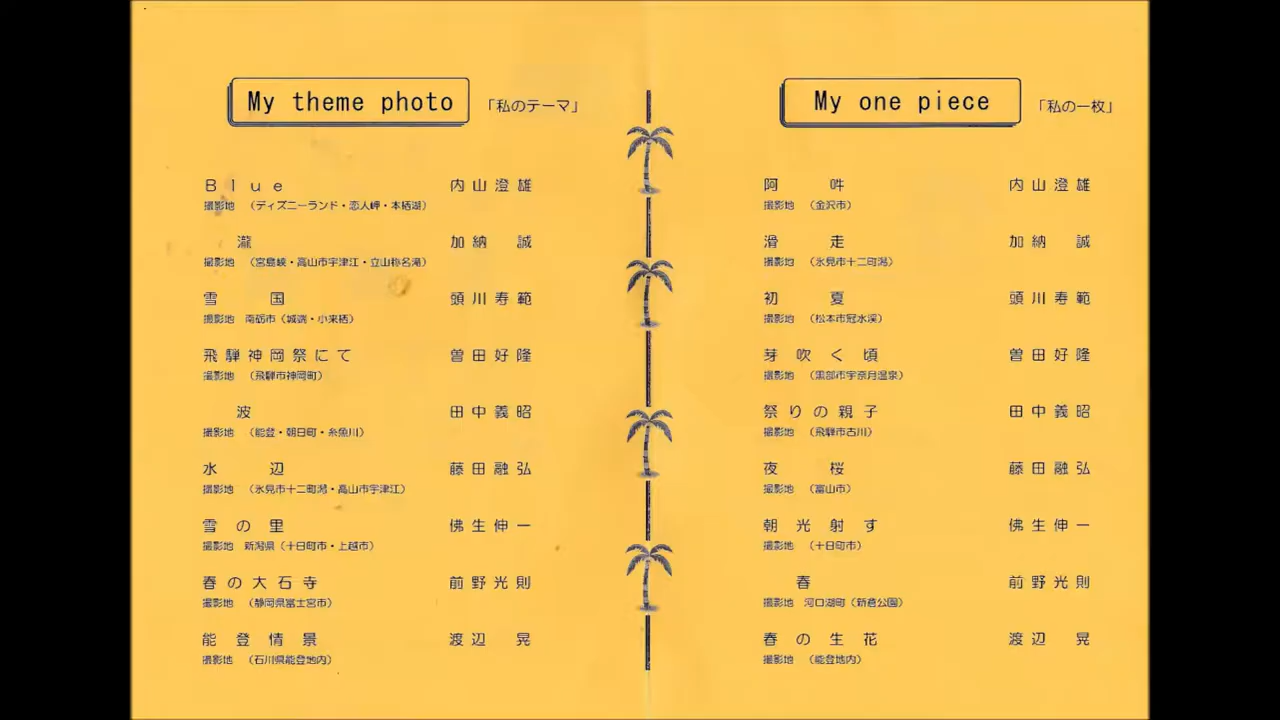 My theme photo 「私のテーマ」
Blue 内山澄雄
撮影地 (ディズニーランド・恋人岬・本栖湖)
瀧 加納 誠
撮影地 (宮島峡・高山市宇津江・立山称名滝)
雪国 頭川寿範
撮影地 南砺市(城端・小来栖)
飛騨神岡祭にて 曽田好隆
撮影地 (飛騨市神岡町)
波 田中義昭
撮影地 (能登・朝日町・糸魚川)
水辺 藤田融弘
撮影地 (氷見市十二町潟・高山市宇津江)
雪の里 佛生伸一
撮影地 新潟県(十日町市・上越市)
春の大石寺 前野光則
撮影地 (静岡県富士宮市)
能登情景 渡辺 晃
撮影地 (石川県能登地内)
My one piece 「私の一枚」
阿吽 内山澄雄
撮影地 (金沢市)
滑走 加納 誠
撮影地 (氷見市十二町潟)
初夏 頭川寿範
撮影地 (松本市冠水渓)
芽吹く頃 曽田好隆
撮影地 (黒部市宇奈月温泉)
祭りの親子 田中義昭
撮影地 (飛騨市古川)
夜桜 藤田融弘
撮影地 (富山市)
朝光射す 佛生伸一
撮影地 (十日町市)
春 前野光則
撮影地 河口湖町(新倉公園)
春の生花 渡辺 晃
撮影地 (能登地内)